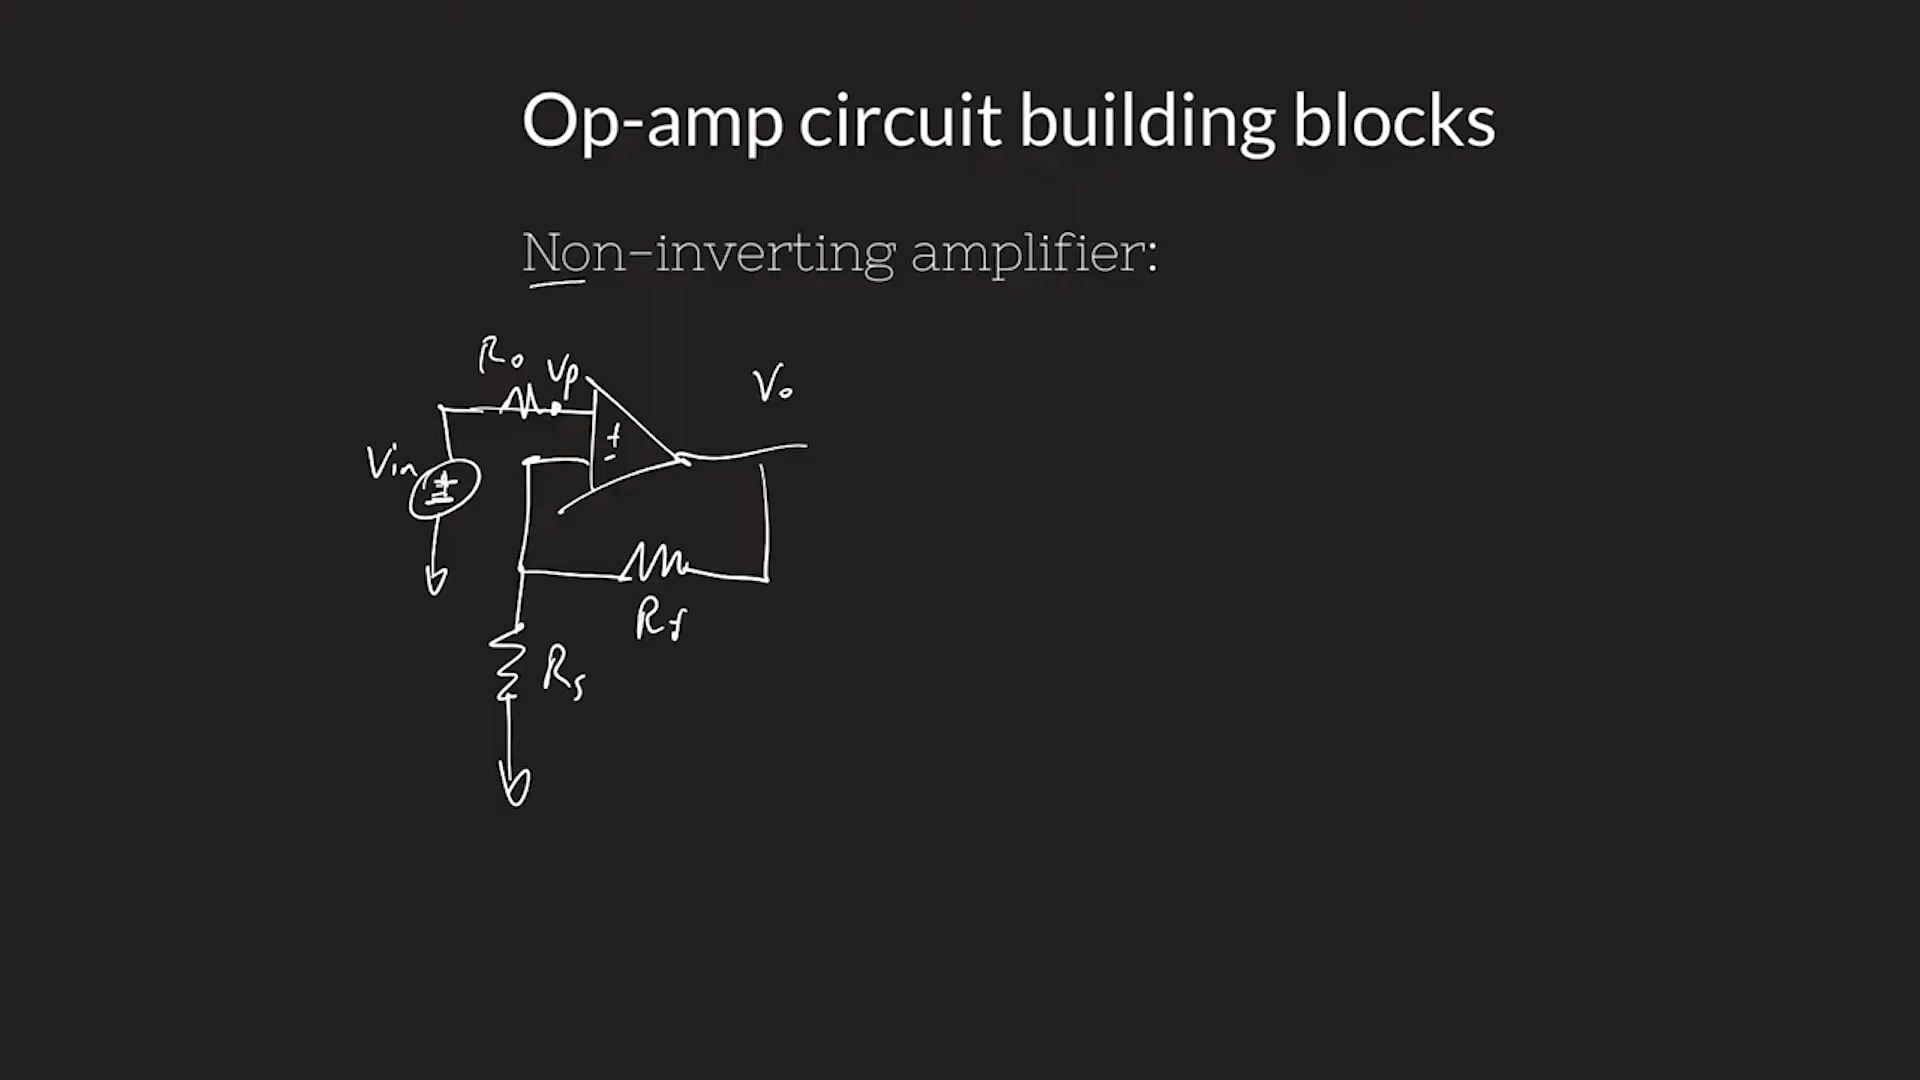 Op-amp circuit building blocks
Non-inverting amplifier:
Ro Vp
Vo
Vin
+
-
Rf
Rs